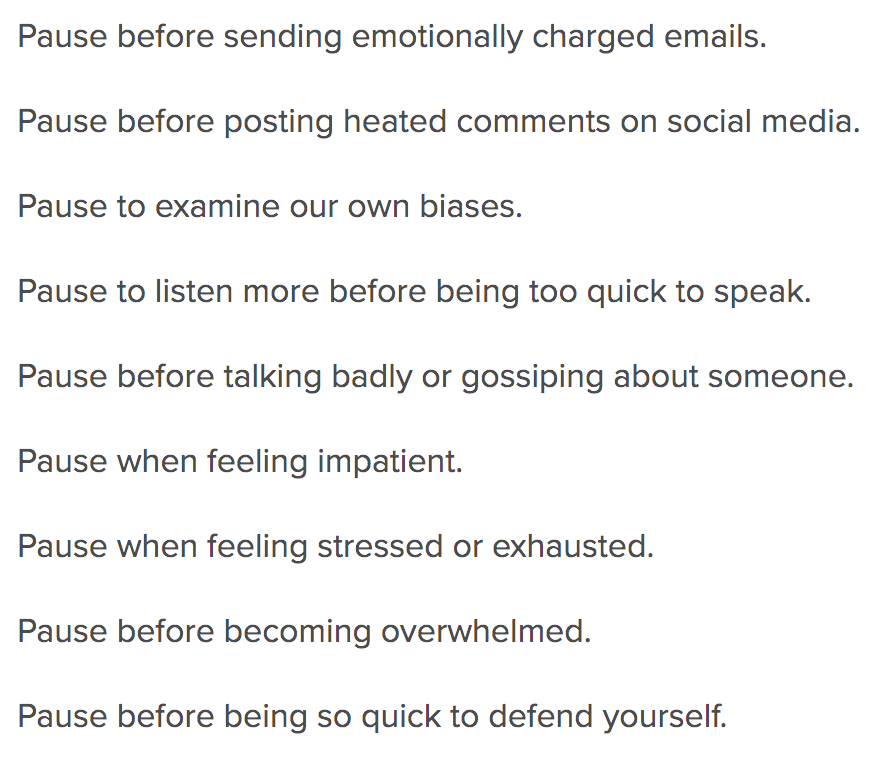 Pause before sending emotionally charged emails.
Pause before posting heated comments on social media.
Pause to examine our own biases.
Pause to listen more before being too quick to speak.
Pause before talking badly or gossiping about someone.
Pause when feeling impatient.
Pause when feeling stressed or exhausted.
Pause before becoming overwhelmed.
Pause before being so quick to defend yourself.